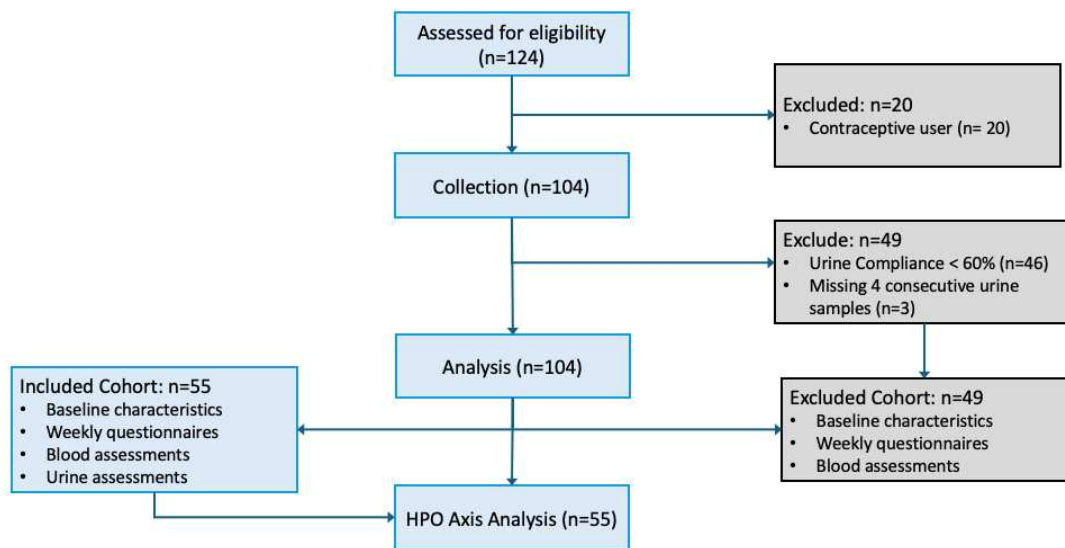 Assessed for eligibility
(n=124)
Excluded: n=20
• Contraceptive user (n= 20)
Collection (n=104)
Exclude: n=49
• Urine Compliance < 60% (n=46)
• Missing 4 consecutive urine
samples (n=3)
Analysis (n=104)
Included Cohort: n=55
• Baseline characteristics
• Weekly questionnaires
• Blood assessments
• Urine assessments
Excluded Cohort: n=49
• Baseline characteristics
• Weekly questionnaires
• Blood assessments
HPO Axis Analysis (n=55)